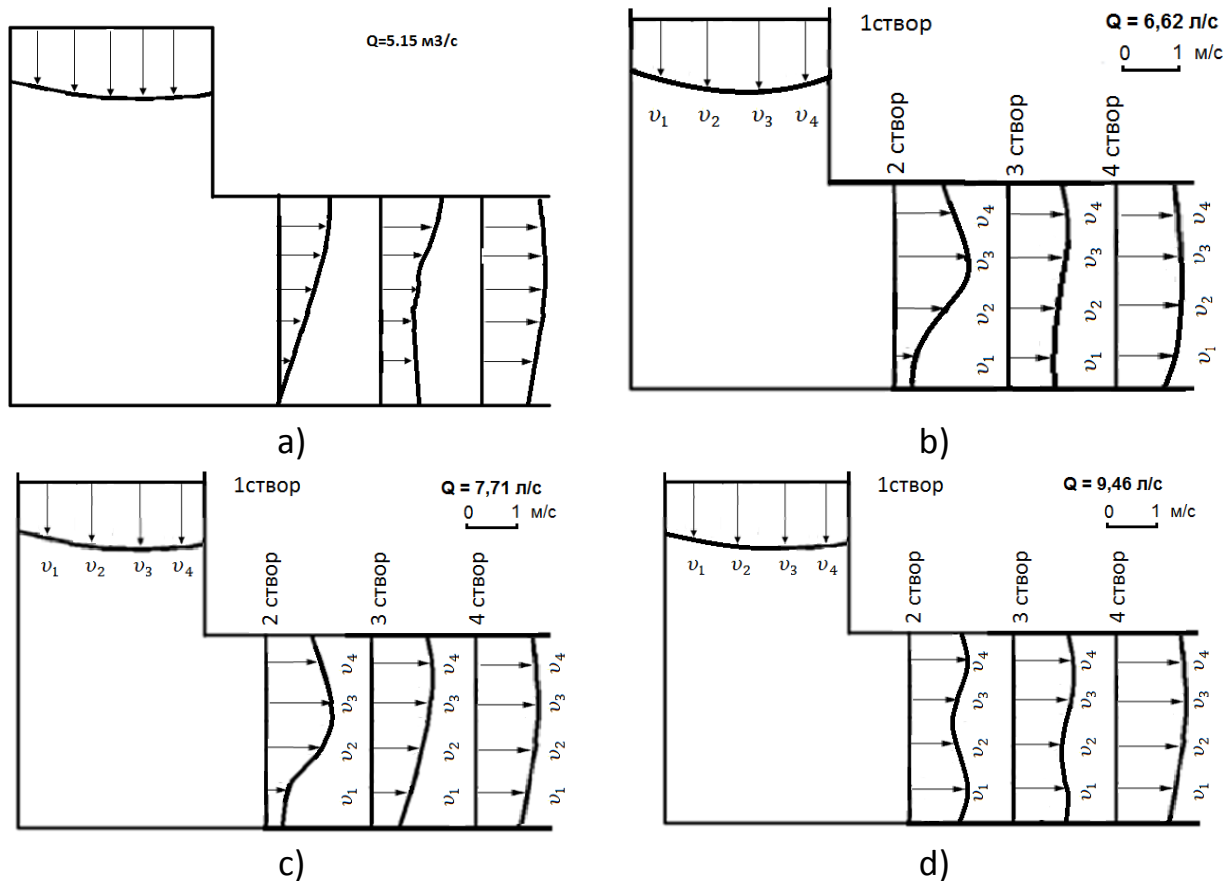 Q=5.15 м3/с
a)
1створ
Q = 6,62 л/с
0 1 м/с
υ1 υ2 υ3 υ4
2 створ
3 створ
4 створ
υ4 υ4 υ4
υ3 υ3 υ3
υ2 υ2 υ2
υ1 υ1 υ1
b)
1створ
Q = 7,71 л/с
0 1 м/с
υ1 υ2 υ3 υ4
2 створ
3 створ
4 створ
υ4 υ4 υ4
υ3 υ3 υ3
υ2 υ2 υ2
υ1 υ1 υ1
c)
1створ
Q = 9,46 л/с
0 1 м/с
υ1 υ2 υ3 υ4
2 створ
3 створ
4 створ
υ4 υ4 υ4
υ3 υ3 υ3
υ2 υ2 υ2
υ1 υ1 υ1
d)